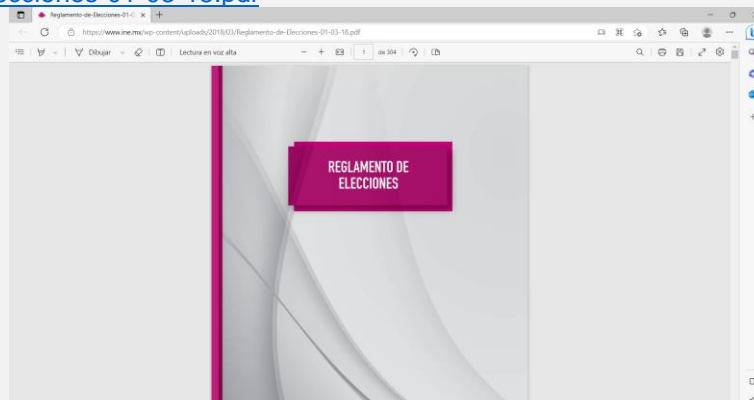 ecciones-01-03-18.pdf
Reglamento-de-Elecciones-01-0
https://www.ine.mx/wp-content/uploads/2018/03/Reglamento-de-Elecciones-01-03-18.pdf
Dibujar
Lectura en voz alta
1 de 304
REGLAMENTO DE
ELECCIONES